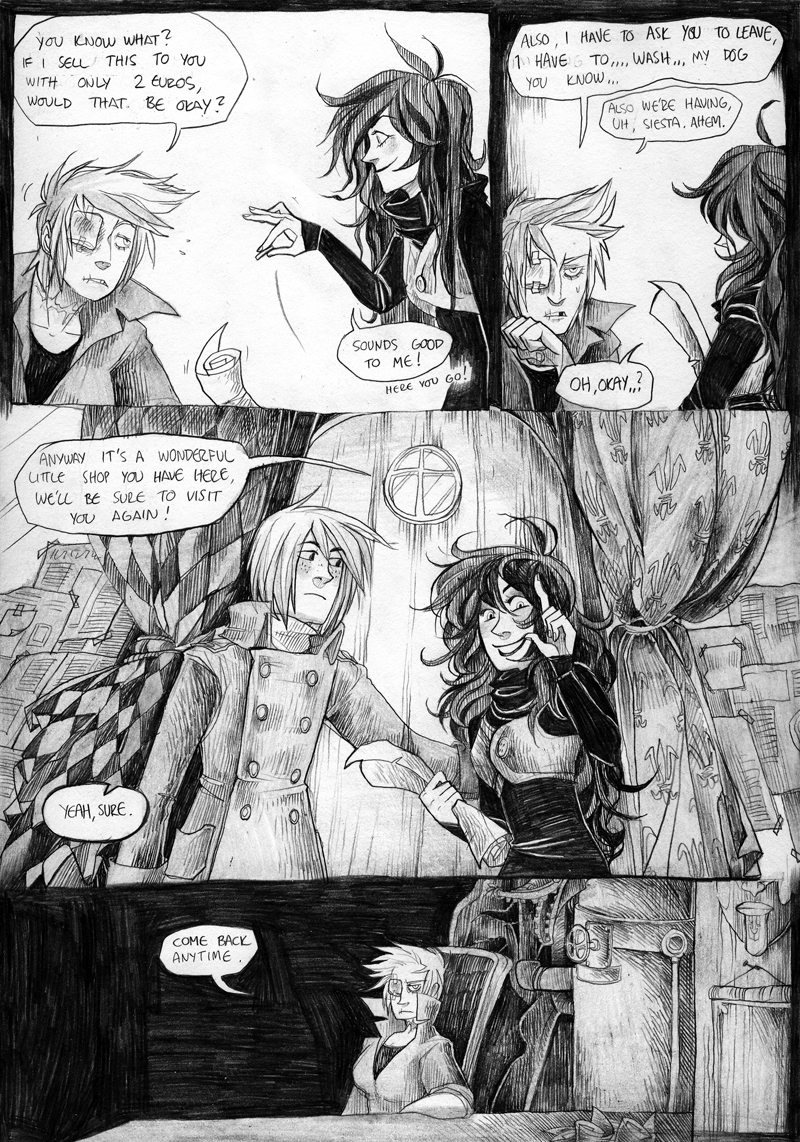 YOU KNOW WHAT?
IF I SELL THIS TO YOU
WITH ONLY 2 EUROS,
WOULD THAT BE OKAY?
SOUNDS GOOD
TO ME!
HERE YOU GO!
ALSO, I HAVE TO ASK YOU TO LEAVE,
I HAVE TO,,,, WASH,,, MY DOG
YOU KNOW...
ALSO WE'RE HAVING,
UH, SIESTA. AHEM.
OH, OKAY,,,?
ANYWAY IT'S A WONDERFUL
LITTLE SHOP YOU HAVE HERE,
WE'LL BE SURE TO VISIT
YOU AGAIN!
YEAH, SURE.
COME BACK
ANYTIME.